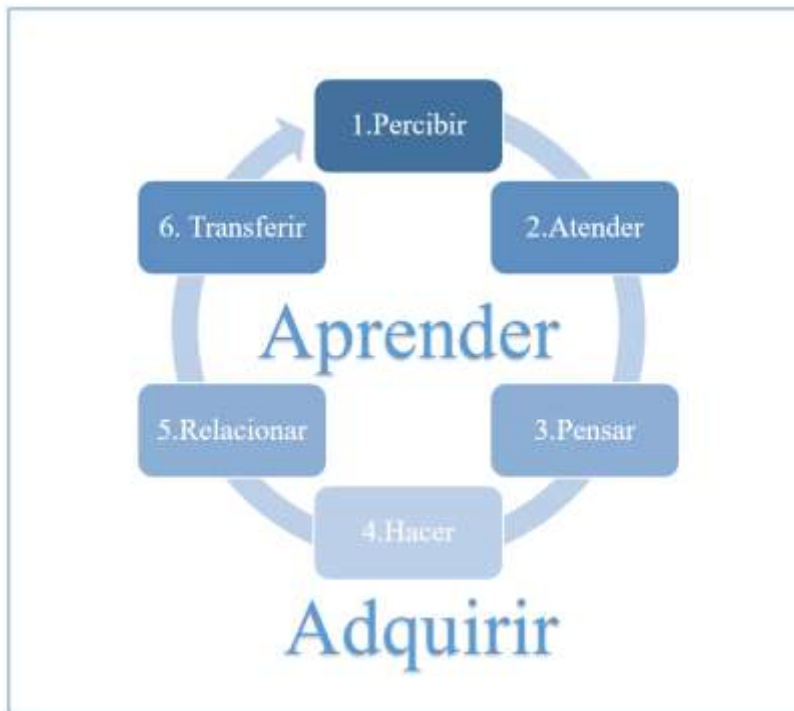 1.Percibir
2.Atender
3.Pensar
4.Hacer
5.Relacionar
6. Transferir
Aprender
Adquirir